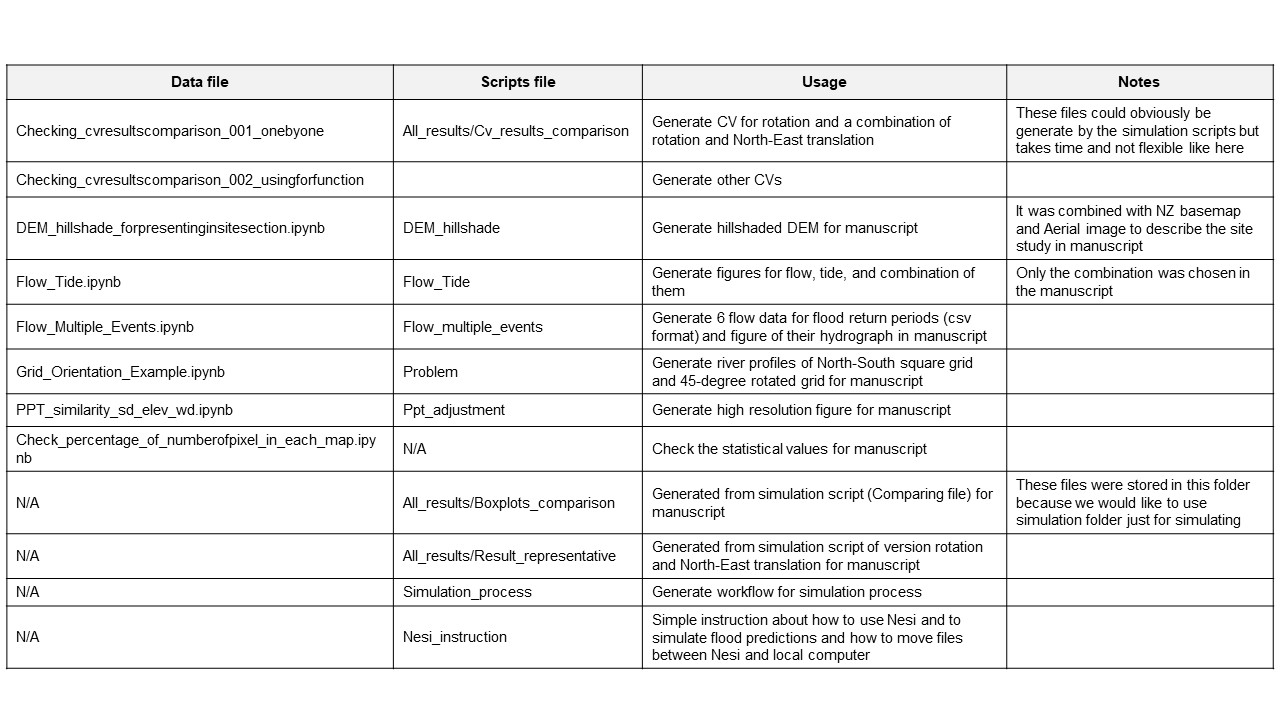 Data file
Scripts file
Usage
Notes
Checking_cvresultscomparison_001_onebyone
All_results/Cv_results_comparison
Generate CV for rotation and a combination of
rotation and North-East translation
These files could obviously be
generate by the simulation scripts but
takes time and not flexible like here
Checking_cvresultscomparison_002_usingforfunction
Generate other CVs
DEM_hillshade_forpresentinginsitesection.ipynb
DEM_hillshade
Generate hillshaded DEM for manuscript
It was combined with NZ basemap
and Aerial image to describe the site
study in manuscript
Flow_Tide.ipynb
Flow_Tide
Generate figures for flow, tide, and combination of
them
Only the combination was chosen in
the manuscript
Flow_Multiple_Events.ipynb
Flow_multiple_events
Generate 6 flow data for flood return periods (csv
format) and figure of their hydrograph in manuscript
Grid_Orientation_Example.ipynb
Problem
Generate river profiles of North-South square grid
and 45-degree rotated grid for manuscript
PPT_similarity_sd_elev_wd.ipynb
Ppt_adjustment
Generate high resolution figure for manuscript
Check_percentage_of_numberofpixel_in_each_map.ipy
nb
N/A
Check the statistical values for manuscript
N/A
All_results/Boxplots_comparison
Generated from simulation script (Comparing file) for
manuscript
These files were stored in this folder
because we would like to use
simulation folder just for simulating
N/A
All_results/Result_representative
Generated from simulation script of version rotation
and North-East translation for manuscript
N/A
Simulation_process
Generate workflow for simulation process
N/A
Nesi_instruction
Simple instruction about how to use Nesi and to
simulate flood predictions and how to move files
between Nesi and local computer